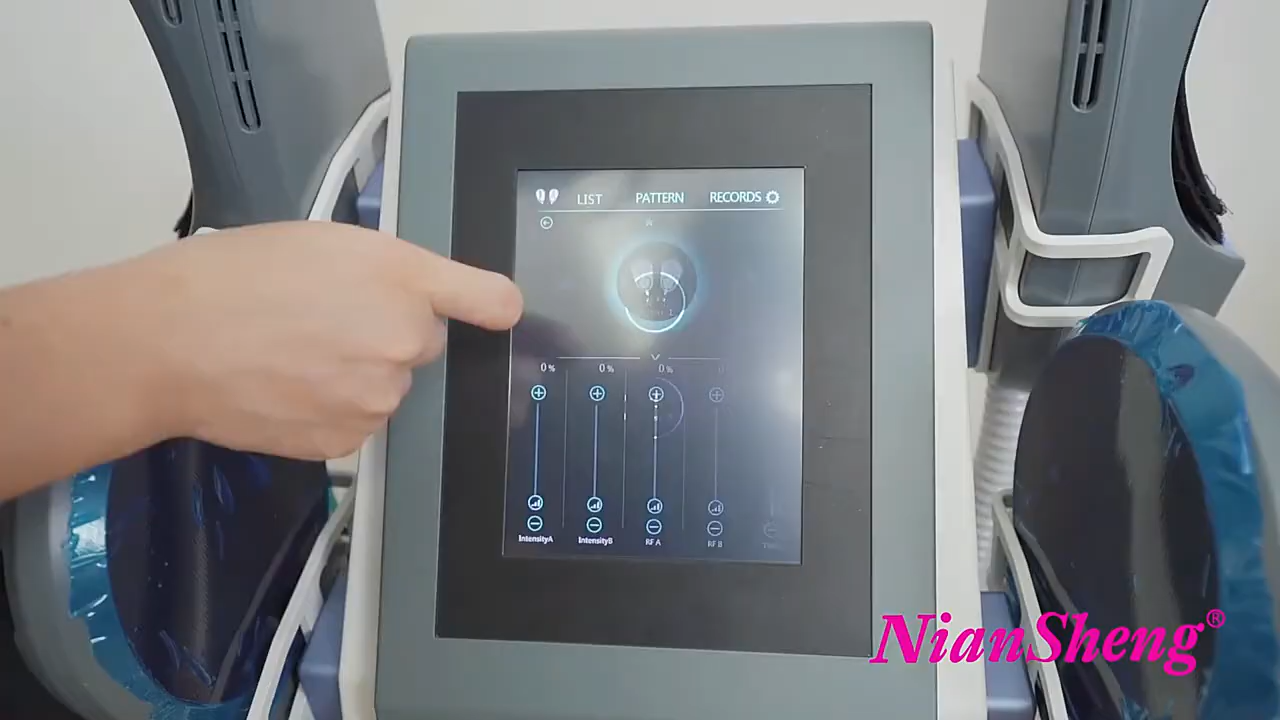 LIST PATTERN RECORDS
0% 0% 0%
IntensityA IntensityB RF A RF B
NianSheng®